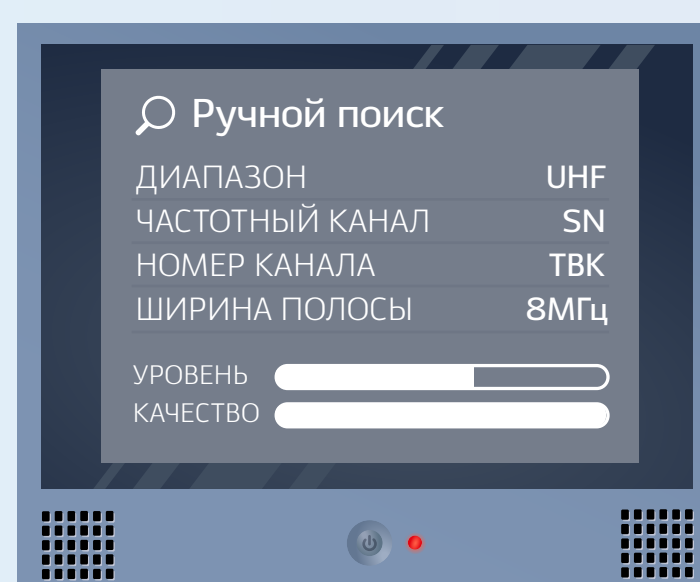 Ручной поиск
ДИАПАЗОН UHF
ЧАСТОТНЫЙ КАНАЛ SN
НОМЕР КАНАЛА ТВК
ШИРИНА ПОЛОСЫ 8МГц
УРОВЕНЬ
КАЧЕСТВО